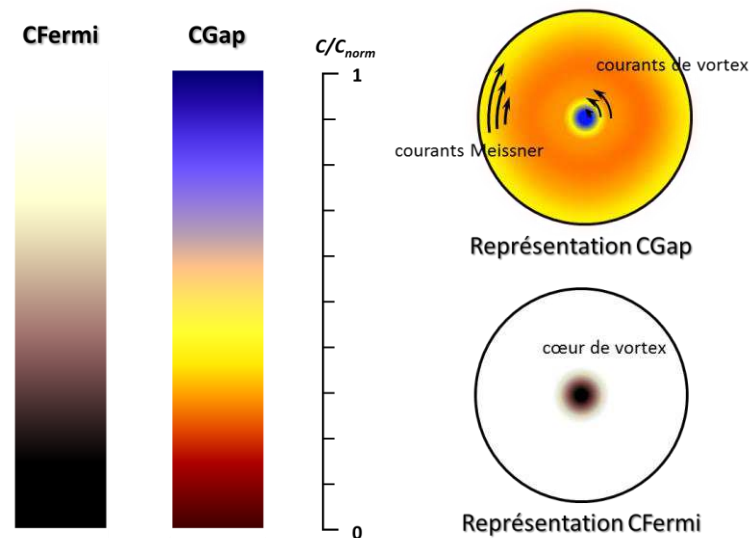 CFermi
CGap
C/Cnorm
1
0
courants de vortex
courants Meissner
Représentation CGap
cœur de vortex
Représentation CFermi